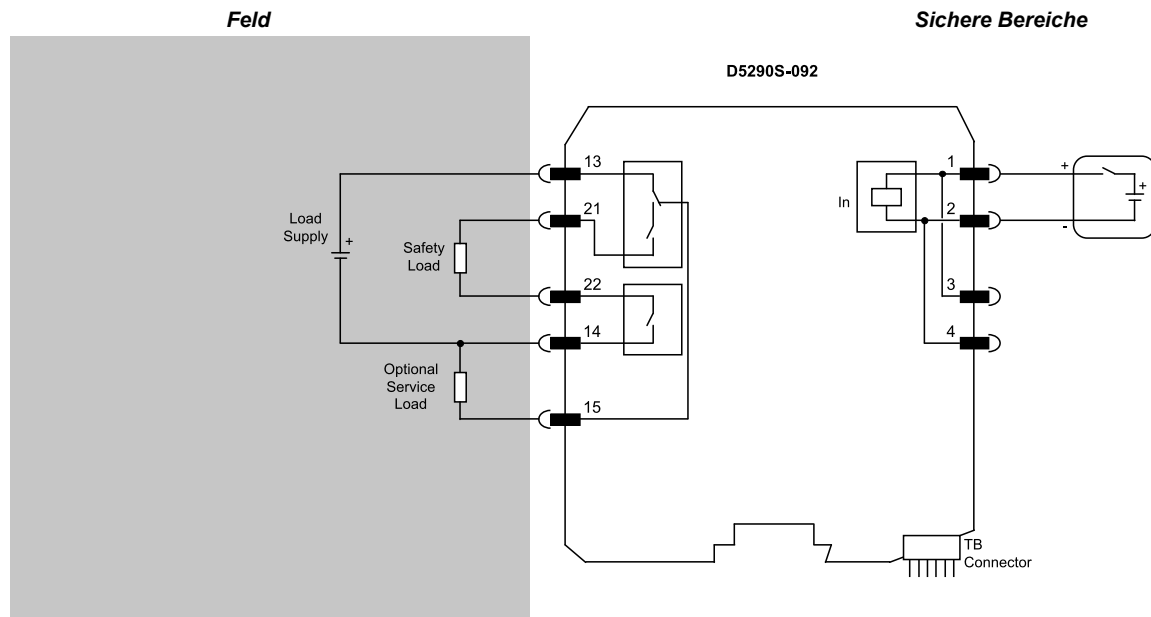 Feld
Sichere Bereiche
D5290S-092
13
1
+
+
In
21
2
Load
Supply
+
-
Safety
Load
22
3
14
4
Optional
Service
Load
15
TB
Connector